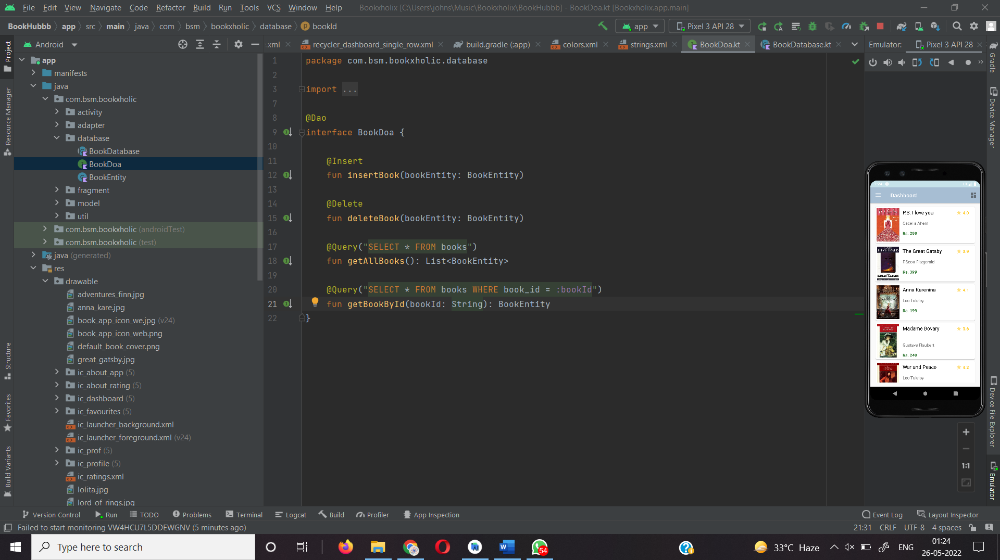 File Edit View Navigate Code Refactor Build Run Tools VCS Window Help Bookxholix [C:\Users\johns\Music\Bookxholix\BookHubbb] - BookDoa.kt [Bookxholix.app.main]
BookHubbb app src main java com bsm bookxholic database bookId app Pixel 3 API 28
Android .xml recycler_dashboard_single_row.xml build.gradle (:app) colors.xml strings.xml BookDoa.kt BookDatabase.kt Emulator: Pixel 3 API 28
Project
Resource Manager
Structure
Favorites
Build Variants
app
manifests
java
com.bsm.bookxholic
activity
adapter
database
BookDatabase
BookDoa
BookEntity
fragment
model
util
com.bsm.bookxholic (androidTest)
com.bsm.bookxholic (test)
java (generated)
res
drawable
adventures_finn.jpg
anna_kare.jpg
book_app_icon_we.jpg (v24)
book_app_icon_web.png
default_book_cover.png
great_gatsby.jpg
ic_about_app (5)
ic_about_rating (5)
ic_dashboard (5)
ic_favourites (5)
ic_launcher_background.xml
ic_launcher_foreground.xml (v24)
ic_prof (5)
ic_profile (5)
ic_ratings.xml
lolita.jpg
lord_of_rings.jpg
1 package com.bsm.bookxholic.database
2
3 import ...
7
8 @Dao
9 interface BookDoa {
10
11 @Insert
12 fun insertBook(bookEntity: BookEntity)
13
14 @Delete
15 fun deleteBook(bookEntity: BookEntity)
16
17 @Query("SELECT * FROM books")
18 fun getAllBooks(): List<BookEntity>
19
20 @Query("SELECT * FROM books WHERE book_id = :bookId")
21 fun getBookById(bookId: String): BookEntity
22 }
1:24
Dashboard
P.S. I love you 4.0
Cecelia Ahern
Rs. 299
The Great Gatsby 3.9
F.Scott Fitzgerald
Rs. 399
Anna Karenina 4.1
Leo Tolstoy
Rs. 199
Madame Bovary 3.6
Gustave Flaubert
Rs. 249
War and Peace 4.2
Leo Tolstoy
1:1
Gradle
Device Manager
Device File Explorer
Emulator
Version Control Run TODO Problems Terminal Logcat Build Profiler App Inspection Event Log Layout Inspector
Failed to start monitoring VW4HCU7L5DDEWGNV (5 minutes ago) 21:31 CRLF UTF-8 4 spaces
Type here to search 54 33°C Haze ENG 01:24
26-05-2022